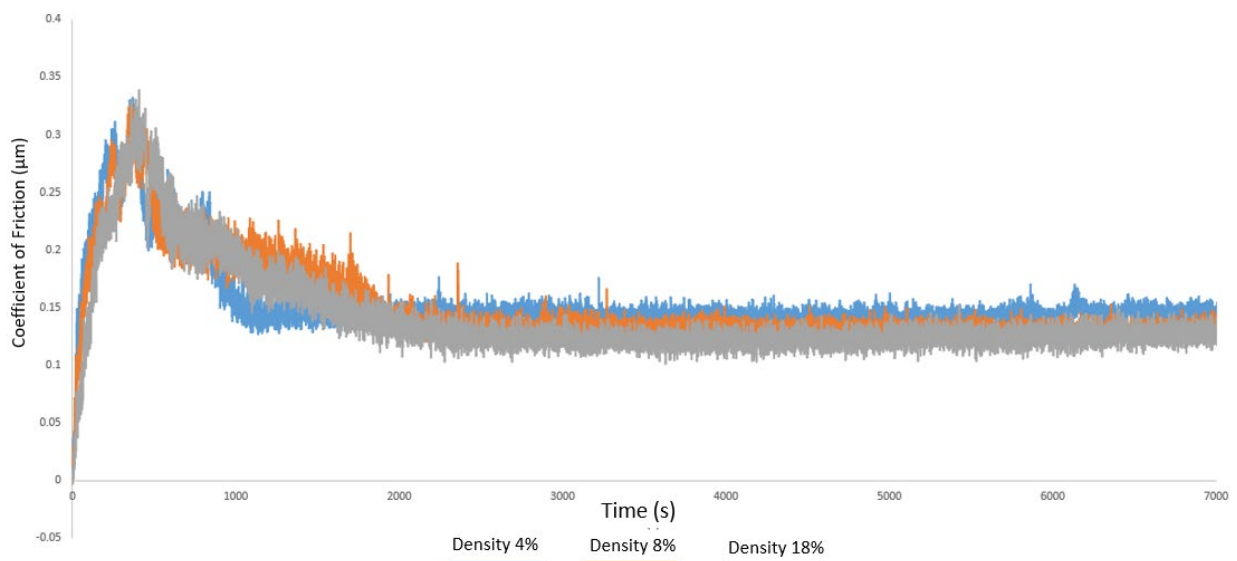 0.4
0.35
0.3
0.25
0.2
0.15
0.1
0.05
0
-0.05
Coefficient of Friction (μm)
0 1000 2000 3000 4000 5000 6000 7000
Time (s)
Density 4% Density 8% Density 18%